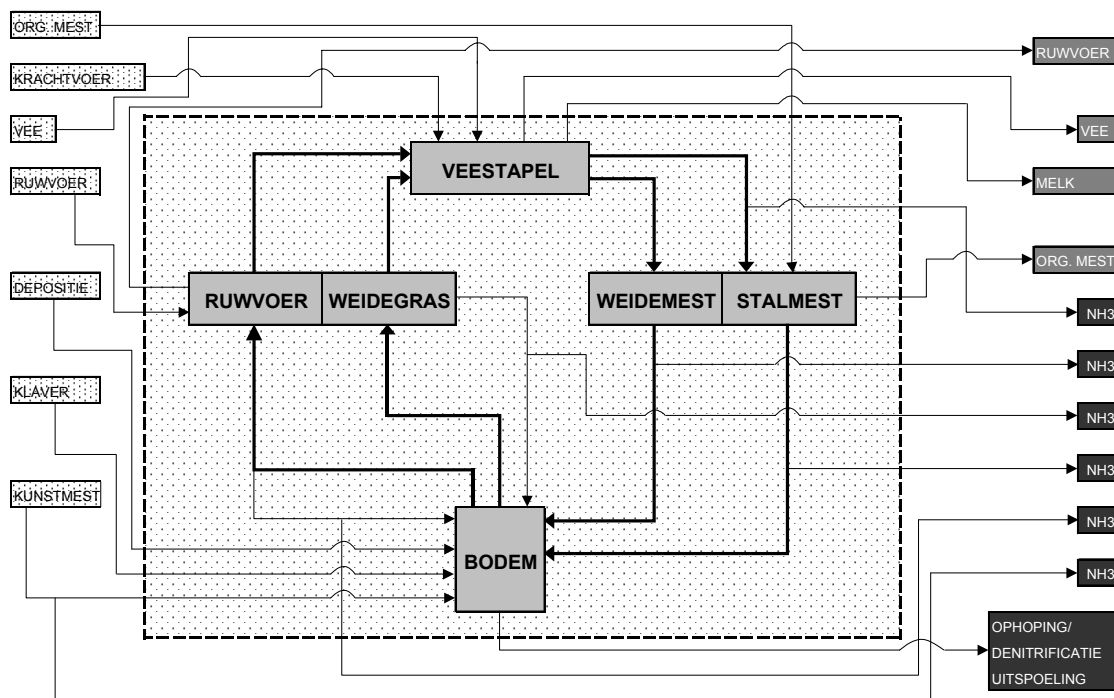 ORG. MEST
KRACHTVOER
VEE
RUWVOER
DEPOSITIE
KLAVER
KUNSTMEST
VEESTAPEL
RUWVOER
WEIDEGRAS
WEIDEMEST
STALMEST
BODEM
RUWVOER
VEE
MELK
ORG. MEST
NH3
NH3
NH3
NH3
NH3
NH3
OPHOPING/
DENITRIFICATIE
UITSPOELING